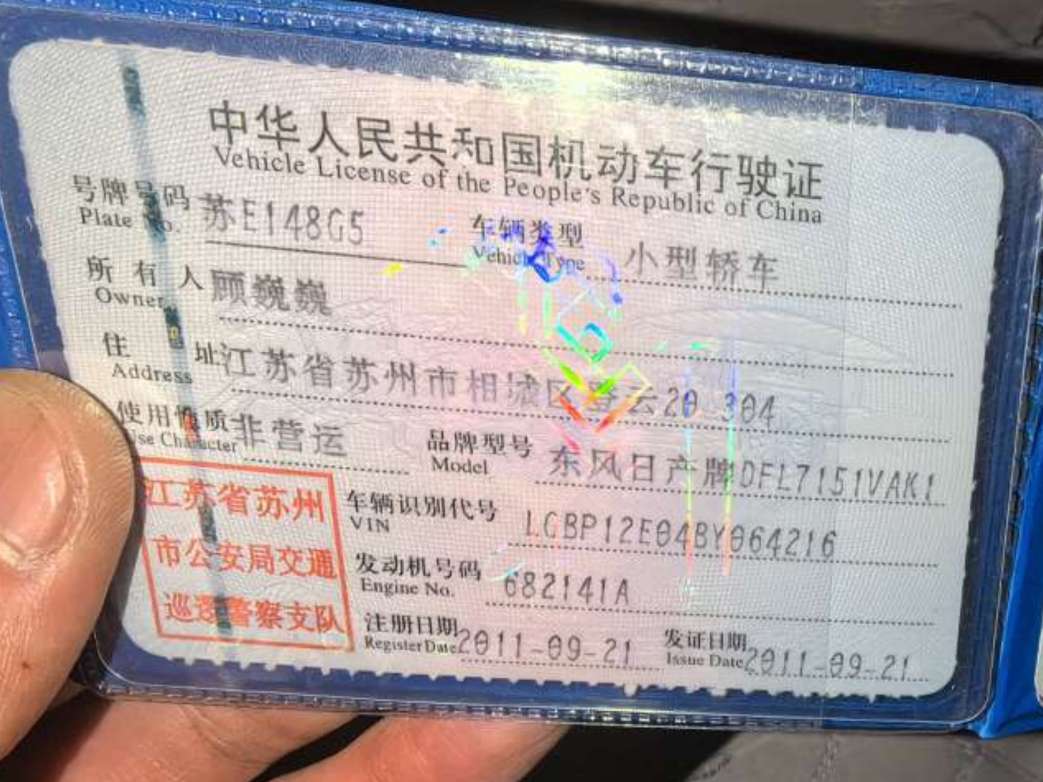 中华人民共和国机动车行驶证
Vehicle License of the People's Republic of China
号牌号码 苏E148G5 车辆类型 小型轿车
Plate No. Vehicle Type
所有人 顾巍巍
Owner
住址 江苏省苏州市相城区登云20 304
Address
使用性质 非营运 品牌型号 东风日产牌DFL7151VAK1
Use Character Model
江苏省苏州
市公安局交通
巡逻警察支队
车辆识别代号 LGBP12E04BY064216
VIN
发动机号码 682141A
Engine No.
注册日期 2011-09-21 发证日期 2011-09-21
Register Date Issue Date